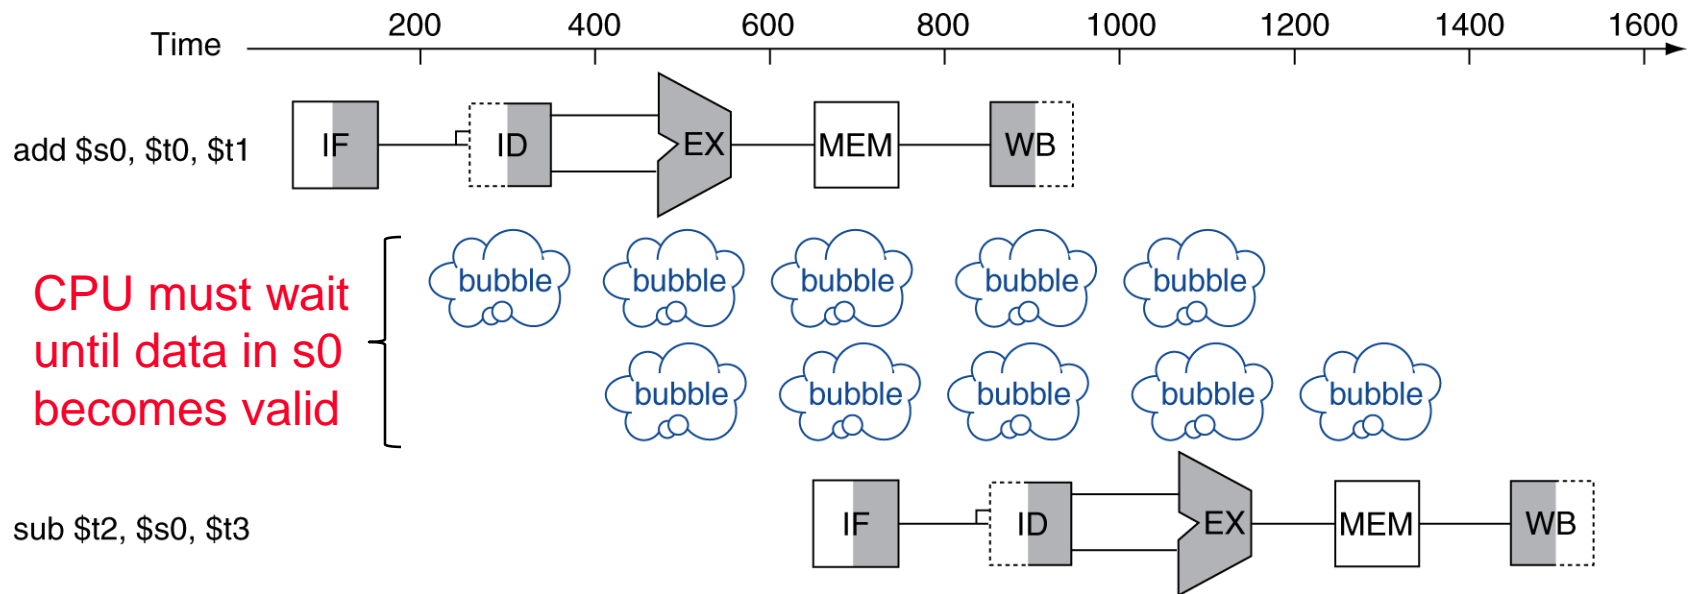 200 400 600 800 1000 1200 1400 1600
Time
add $s0, $t0, $t1 IF ID EX MEM WB
bubble bubble bubble bubble bubble
CPU must wait
until data in s0
becomes valid
bubble bubble bubble bubble bubble
sub $t2, $s0, $t3 IF ID EX MEM WB